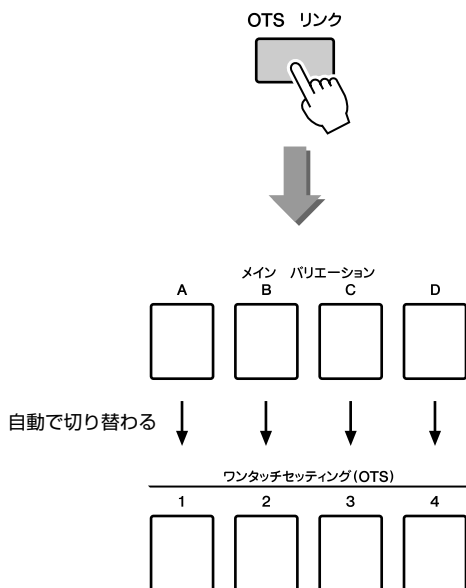 OTS リンク
メイン バリエーション
A B C D
自動で切り替わる
ワンタッチセッティング(OTS)
1 2 3 4